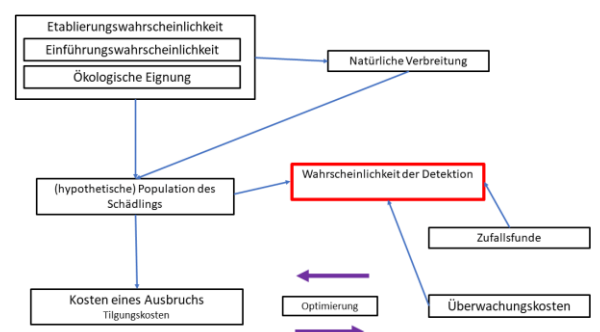 Etablierungswahrscheinlichkeit
Einführungswahrscheinlichkeit
Ökologische Eignung
Natürliche Verbreitung
(hypothetische) Population des
Schädlings
Wahrscheinlichkeit der Detektion
Zufallsfunde
Kosten eines Ausbruchs
Tilgungskosten
Optimierung
Überwachungskosten